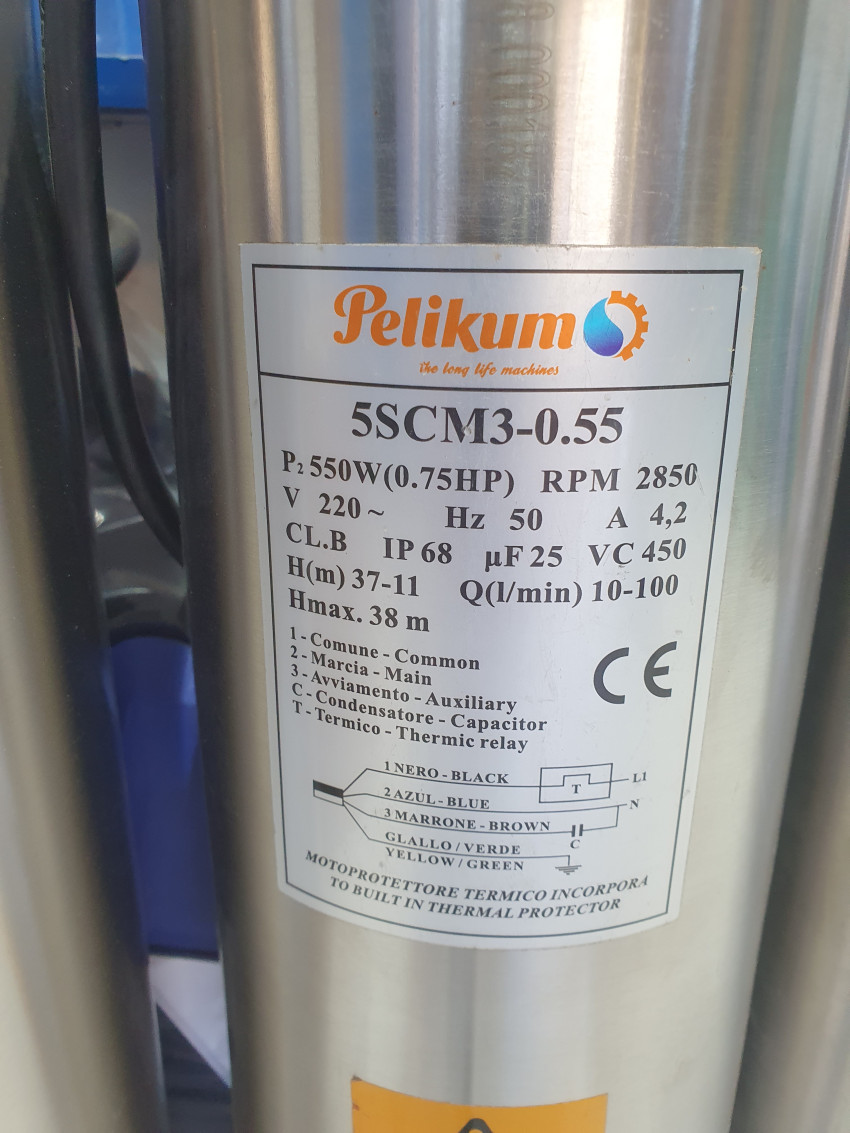 Pelikum
the long life machines
5SCM3-0.55
P2 550W(0.75HP) RPM 2850
V 220~ Hz 50 A 4,2
CL.B IP 68 µF 25 VC 450
H(m) 37-11 Q(l/min) 10-100
Hmax. 38 m
1 - Comune - Common
2 - Marcia - Main
3 - Avviamento - Auxiliary
C - Condensatore - Capacitor
T - Termico - Thermic relay
CE
1 NERO - BLACK
T
L1
2 AZUL - BLUE
N
3 MARRONE - BROWN
C
GLALLO / VERDE
YELLOW / GREEN
MOTOPROTETTORE TERMICO INCORPORA
TO BUILT IN THERMAL PROTECTOR